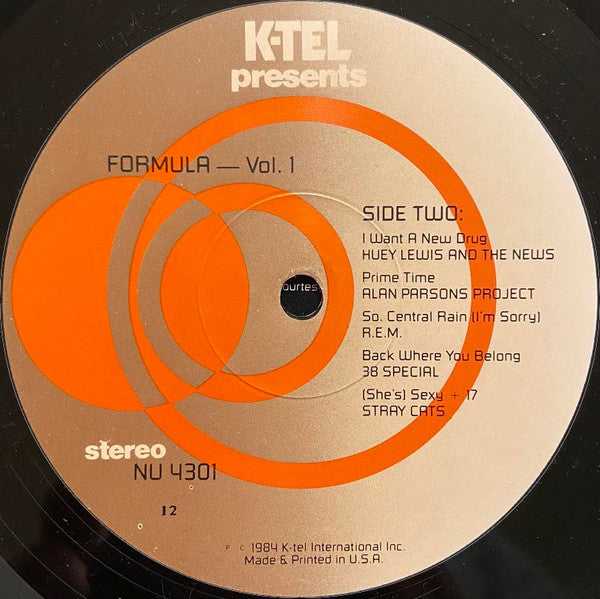 K-TEL
presents
FORMULA — Vol. 1
SIDE TWO:
I Want A New Drug
HUEY LEWIS AND THE NEWS
Prime Time
ALAN PARSONS PROJECT
So. Central Rain (I'm Sorry)
R.E.M.
Back Where You Belong
38 SPECIAL
(She's) Sexy + 17
STRAY CATS
ourtes
stereo
NU 4301
12
P C 1984 K-tel International Inc.
Made & Printed in U.S.A.